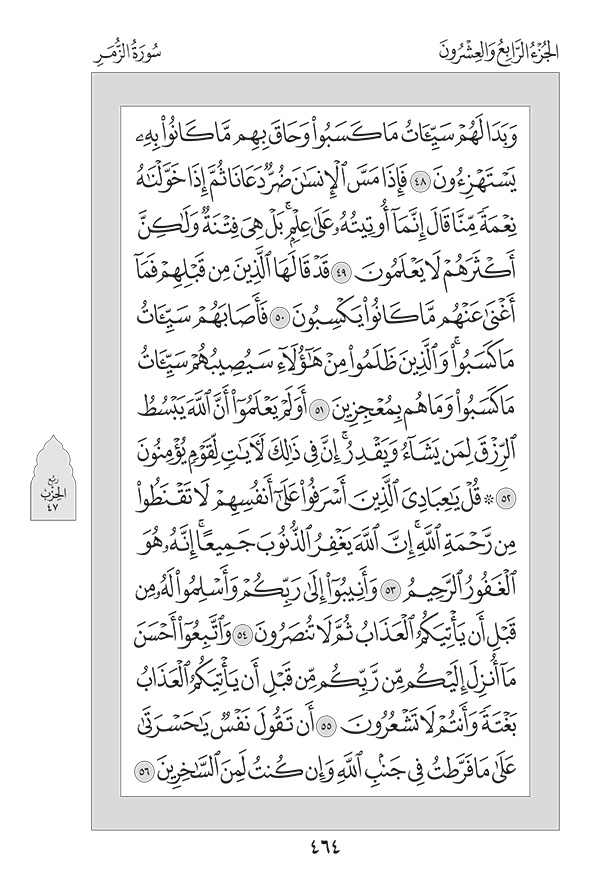 الجُزْءُ الرَّابِعُ وَالعِشْرُونَ
سُورَةُ الزُّمَرِ
وَبَدَا لَهُمْ سَيِّـَٔاتُ مَا كَسَبُوا۟ وَحَاقَ بِهِم مَّا كَانُوا۟ بِهِۦ
يَسْتَهْزِءُونَ ٤٨ فَإِذَا مَسَّ ٱلْإِنسَٰنَ ضُرٌّ دَعَانَا ثُمَّ إِذَا خَوَّلْنَٰهُ
نِعْمَةً مِّنَّا قَالَ إِنَّمَآ أُوتِيتُهُۥ عَلَىٰ عِلْمٍۭ ۚ بَلْ هِىَ فِتْنَةٌ وَلَٰكِنَّ
أَكْثَرَهُمْ لَا يَعْلَمُونَ ٤٩ قَدْ قَالَهَا ٱلَّذِينَ مِن قَبْلِهِمْ فَمَآ
أَغْنَىٰ عَنْهُم مَّا كَانُوا۟ يَكْسِبُونَ ٥٠ فَأَصَابَهُمْ سَيِّـَٔاتُ
مَا كَسَبُوا۟ ۚ وَٱلَّذِينَ ظَلَمُوا۟ مِنْ هَٰٓؤُلَآءِ سَيُصِيبُهُمْ سَيِّـَٔاتُ
مَا كَسَبُوا۟ وَمَا هُم بِمُعْجِزِينَ ٥١ أَوَلَمْ يَعْلَمُوٓا۟ أَنَّ ٱللَّهَ يَبْسُطُ
ٱلرِّزْقَ لِمَن يَشَآءُ وَيَقْدِرُ ۚ إِنَّ فِى ذَٰلِكَ لَءَايَٰتٍ لِّقَوْمٍ يُؤْمِنُونَ
٥٢ ۞ قُلْ يَٰعِبَادِىَ ٱلَّذِينَ أَسْرَفُوا۟ عَلَىٰٓ أَنفُسِهِمْ لَا تَقْنَطُوا۟
مِن رَّحْمَةِ ٱللَّهِ ۚ إِنَّ ٱللَّهَ يَغْفِرُ ٱلذُّنُوبَ جَمِيعًا ۚ إِنَّهُۥ هُوَ
ٱلْغَفُورُ ٱلرَّحِيمُ ٥٣ وَأَنِيبُوٓا۟ إِلَىٰ رَبِّكُمْ وَأَسْلِمُوا۟ لَهُۥ مِن
قَبْلِ أَن يَأْتِيَكُمُ ٱلْعَذَابُ ثُمَّ لَا تُنصَرُونَ ٥٤ وَٱتَّبِعُوٓا۟ أَحْسَنَ
مَآ أُنزِلَ إِلَيْكُم مِّن رَّبِّكُم مِّن قَبْلِ أَن يَأْتِيَكُمُ ٱلْعَذَابُ
بَغْتَةً وَأَنتُمْ لَا تَشْعُرُونَ ٥٥ أَن تَقُولَ نَفْسٌ يَٰحَسْرَتَىٰ
عَلَىٰ مَا فَرَّطتُ فِى جَنۢبِ ٱللَّهِ وَإِن كُنتُ لَمِنَ ٱلسَّٰخِرِينَ ٥٦
رُبْع
الحِزْب
٤٧
٤٦٤